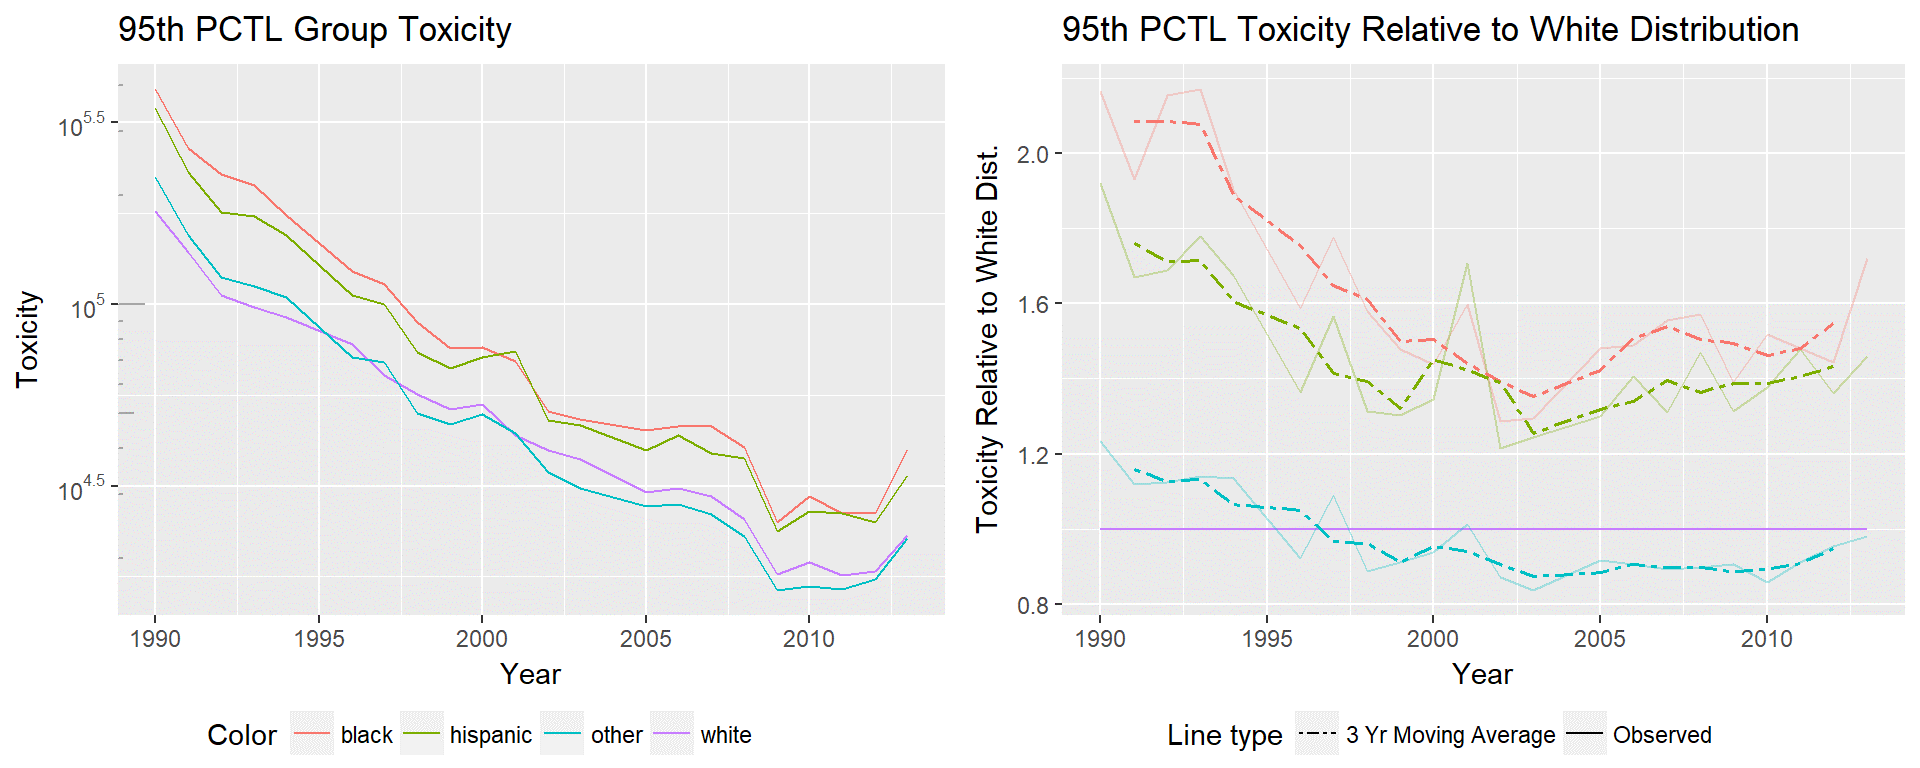 95th PCTL Group Toxicity
Toxicity
10^5.5
10^5
10^4.5
1990 1995 2000 2005 2010
Year
Color black hispanic other white
95th PCTL Toxicity Relative to White Distribution
Toxicity Relative to White Dist.
2.0
1.6
1.2
0.8
1990 1995 2000 2005 2010
Year
Line type 3 Yr Moving Average Observed